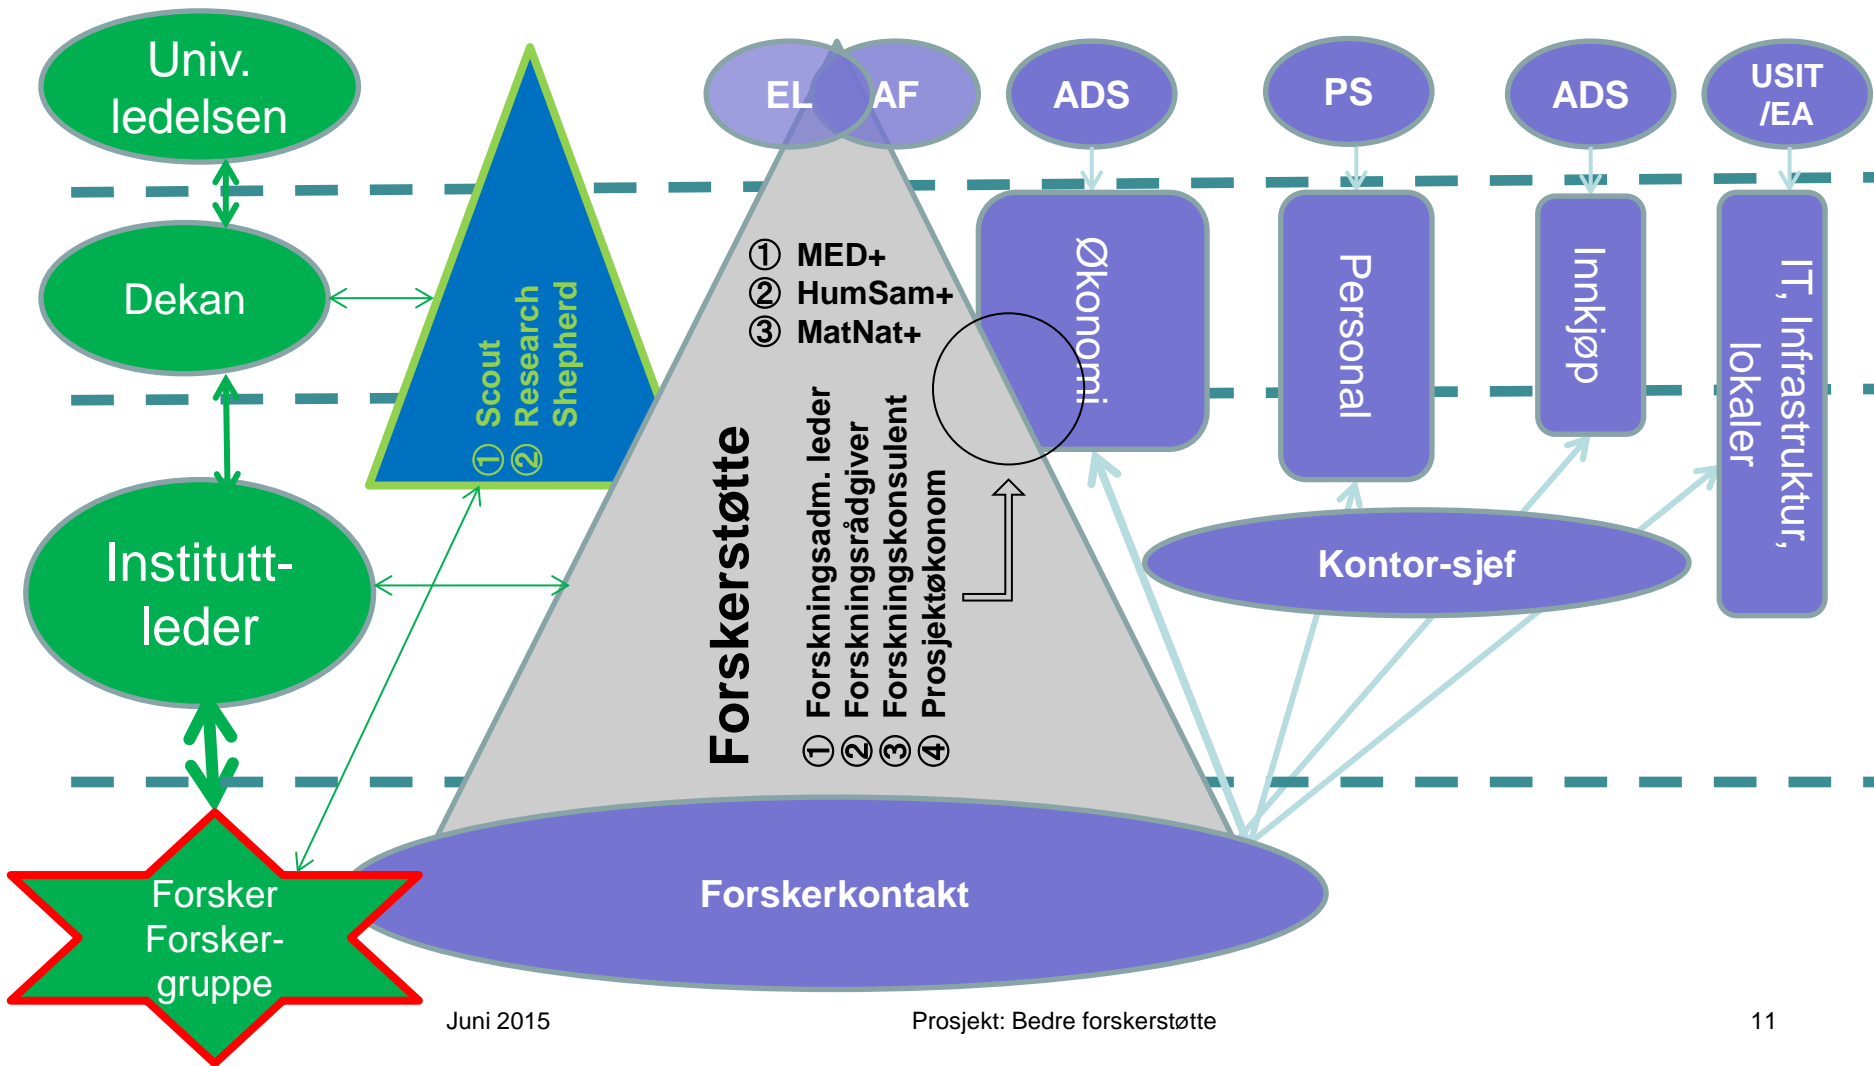 Univ.
ledelsen
EL
AF
ADS
PS
ADS
USIT
/EA
Dekan
① Scout
② Research
Shepherd
① MED+
② HumSam+
③ MatNat+
Økonomi
Personal
Innkjøp
IT, Infrastruktur,
lokaler
Institutt-
leder
Forskerstøtte
① Forskningsadm. leder
② Forskningsrådgiver
③ Forskningskonsulent
④ Prosjektøkonom
Kontor-sjef
Forsker
Forsker-
gruppe
Forskerkontakt
Juni 2015
Prosjekt: Bedre forskerstøtte
11